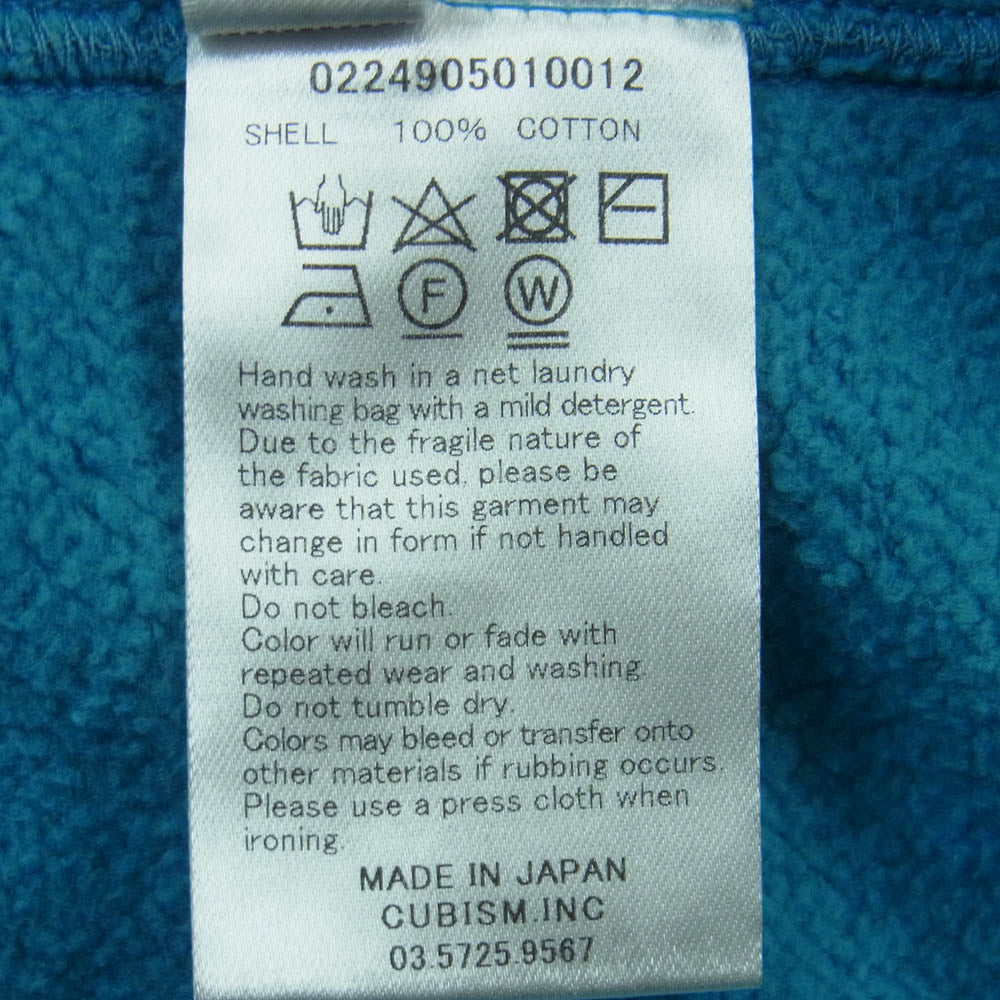 0224905010012
SHELL 100% COTTON
F W
Hand wash in a net laundry
washing bag with a mild detergent.
Due to the fragile nature of
the fabric used, please be
aware that this garment may
change in form if not handled
with care.
Do not bleach.
Color will run or fade with
repeated wear and washing.
Do not tumble dry.
Colors may bleed or transfer onto
other materials if rubbing occurs.
Please use a press cloth when
ironing.
MADE IN JAPAN
CUBISM.INC
03.5725.9567